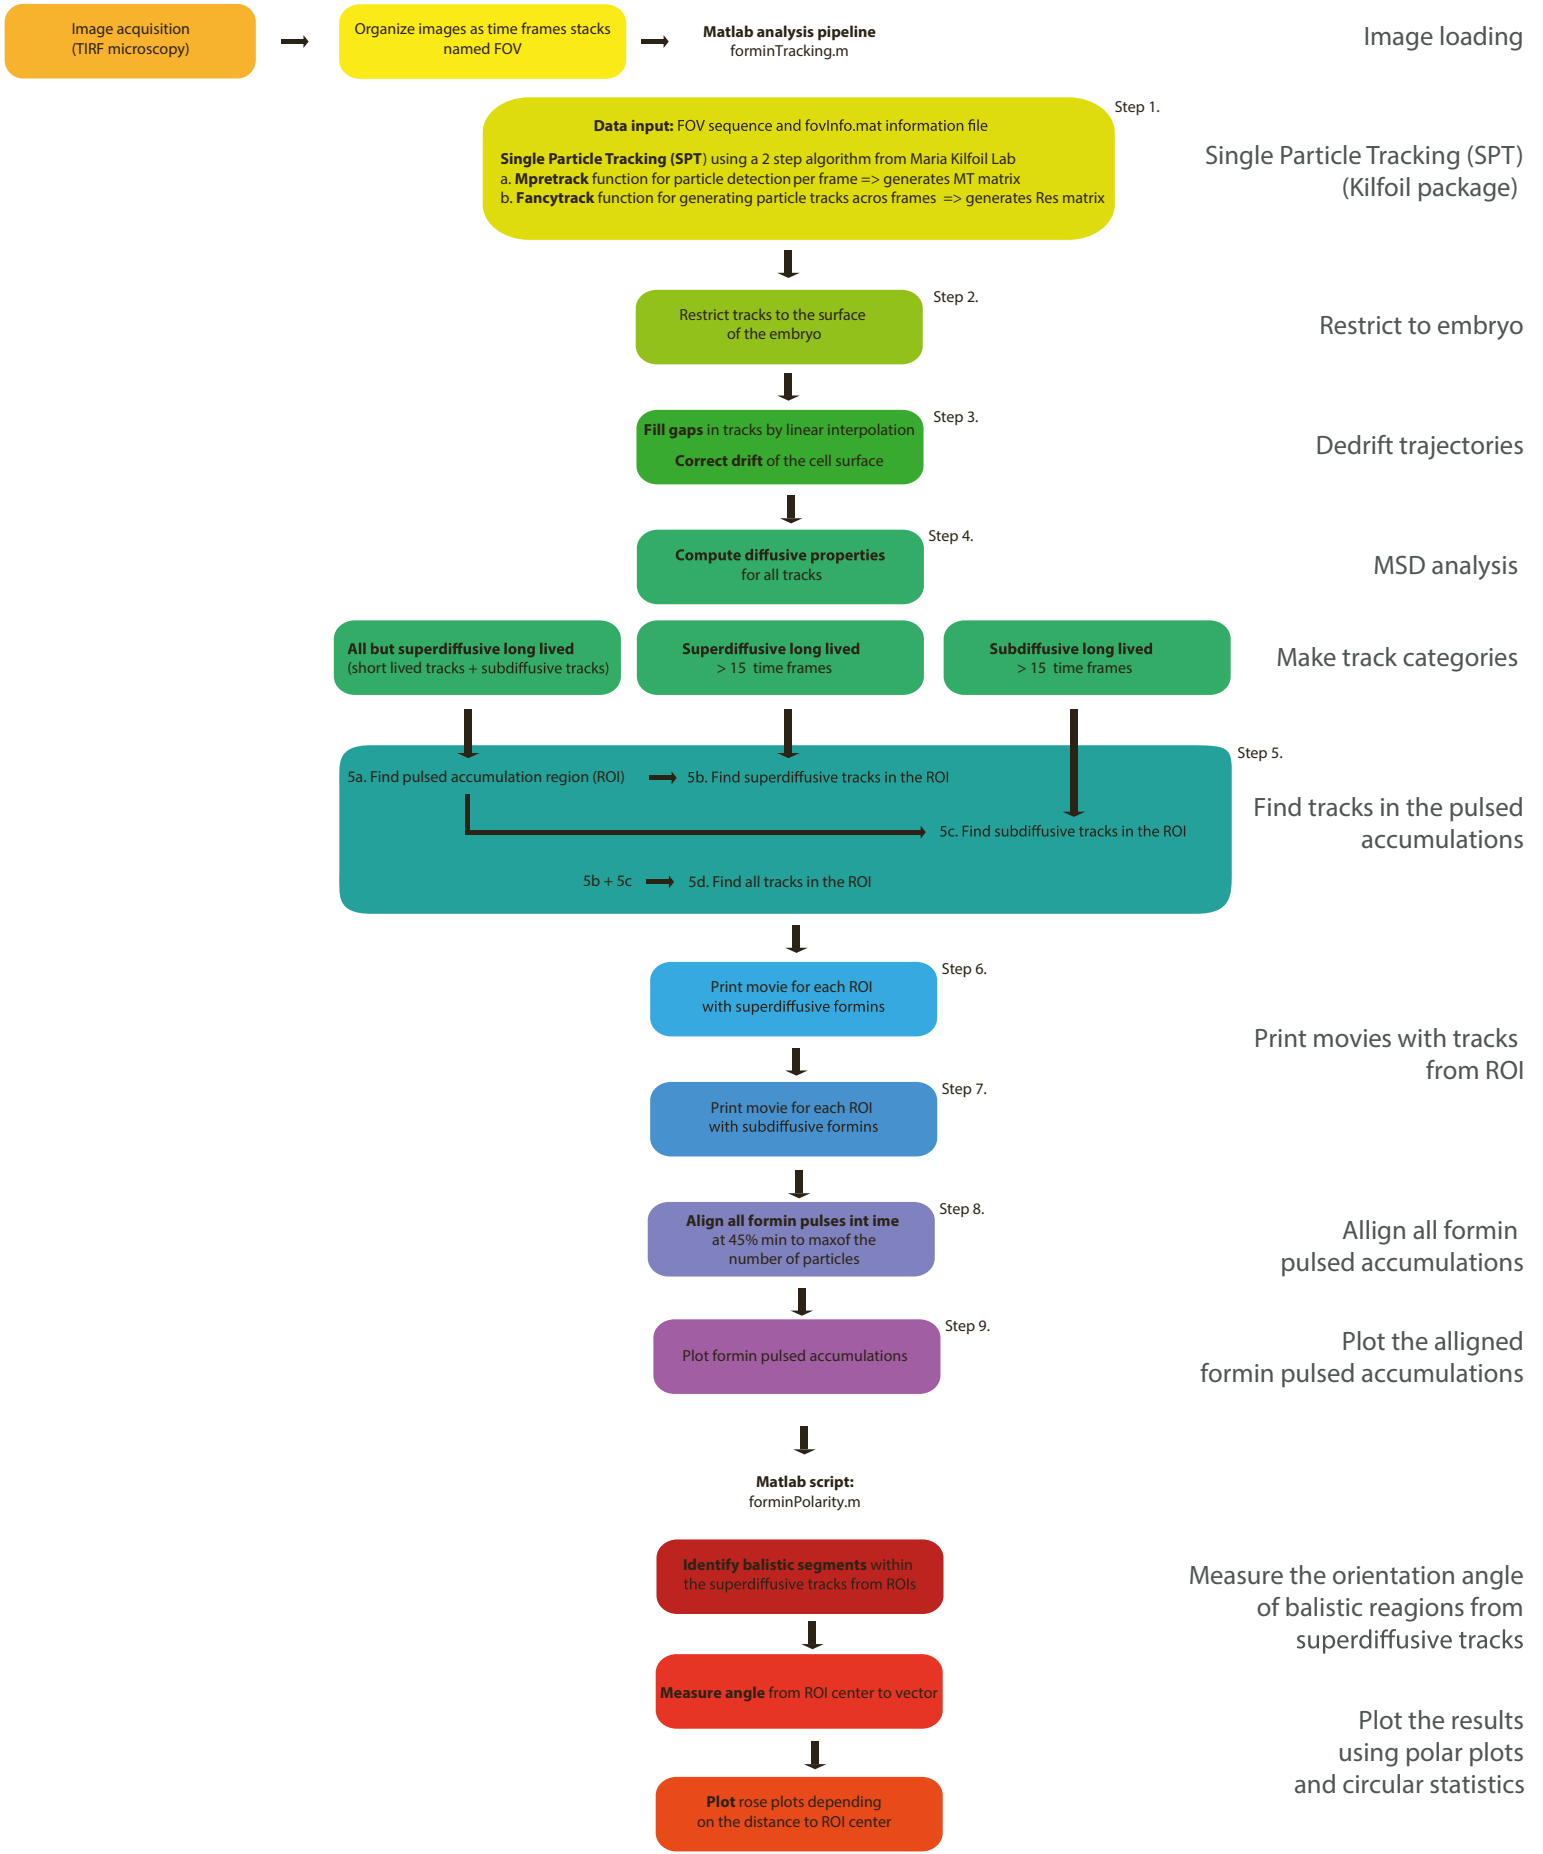 Image acquisition
(TIRF microscopy)
Organize images as time frames stacks
named FOV
Matlab analysis pipeline
forminTracking.m
Image loading
Step 1.
Data input: FOV sequence and fovInfo.mat information file
Single Particle Tracking (SPT) using a 2 step algorithm from Maria Kilfoil Lab
a. Mpretrack function for particle detection per frame => generates MT matrix
b. Fancytrack function for generating particle tracks acros frames => generates Res matrix
Single Particle Tracking (SPT)
(Kilfoil package)
Step 2.
Restrict tracks to the surface
of the embryo
Restrict to embryo
Step 3.
Fill gaps in tracks by linear interpolation
Correct drift of the cell surface
Dedrift trajectories
Step 4.
Compute diffusive properties
for all tracks
MSD analysis
All but superdiffusive long lived
(short lived tracks + subdiffusive tracks)
Superdiffusive long lived
> 15 time frames
Subdiffusive long lived
> 15 time frames
Make track categories
Step 5.
5a. Find pulsed accumulation region (ROI)
5b. Find superdiffusive tracks in the ROI
5c. Find subdiffusive tracks in the ROI
5b + 5c
5d. Find all tracks in the ROI
Find tracks in the pulsed
accumulations
Step 6.
Print movie for each ROI
with superdiffusive formins
Print movies with tracks
from ROI
Step 7.
Print movie for each ROI
with subdiffusive formins
Step 8.
Align all formin pulses int ime
at 45% min to maxof the
number of particles
Allign all formin
pulsed accumulations
Step 9.
Plot formin pulsed accumulations
Plot the alligned
formin pulsed accumulations
Matlab script:
forminPolarity.m
Identify balistic segments within
the superdiffusive tracks from ROIs
Measure the orientation angle
of balistic reagions from
superdiffusive tracks
Measure angle from ROI center to vector
Plot the results
using polar plots
and circular statistics
Plot rose plots depending
on the distance to ROI center